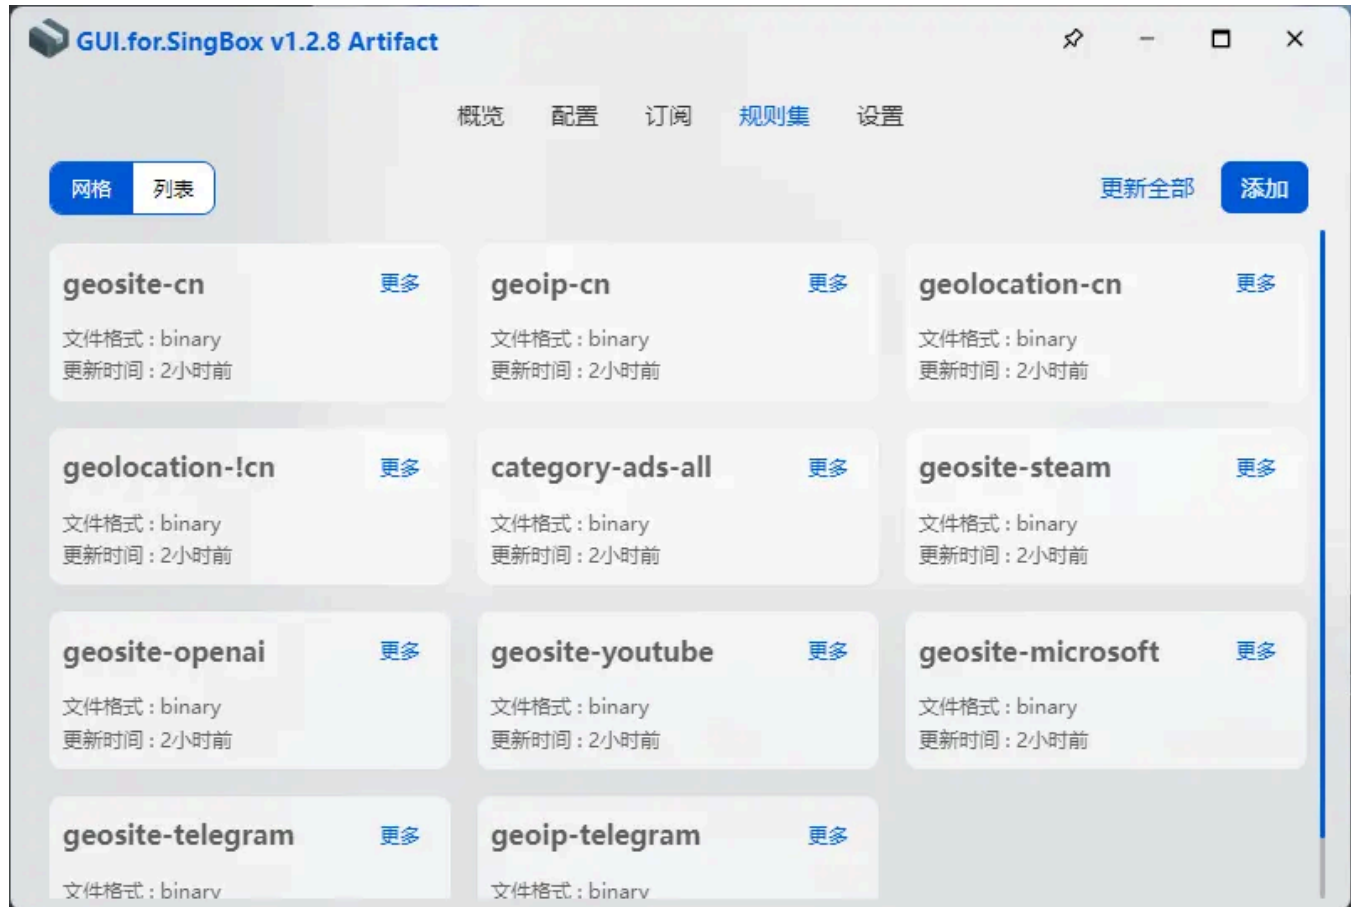 GUI.for.SingBox v1.2.8 Artifact
概览 配置 订阅 规则集 设置
网格 列表 更新全部 添加
geosite-cn 更多
文件格式 : binary
更新时间 : 2小时前
geoip-cn 更多
文件格式 : binary
更新时间 : 2小时前
geolocation-cn 更多
文件格式 : binary
更新时间 : 2小时前
geolocation-!cn 更多
文件格式 : binary
更新时间 : 2小时前
category-ads-all 更多
文件格式 : binary
更新时间 : 2小时前
geosite-steam 更多
文件格式 : binary
更新时间 : 2小时前
geosite-openai 更多
文件格式 : binary
更新时间 : 2小时前
geosite-youtube 更多
文件格式 : binary
更新时间 : 2小时前
geosite-microsoft 更多
文件格式 : binary
更新时间 : 2小时前
geosite-telegram 更多
文件格式 : binary
geoip-telegram 更多
文件格式 : binary